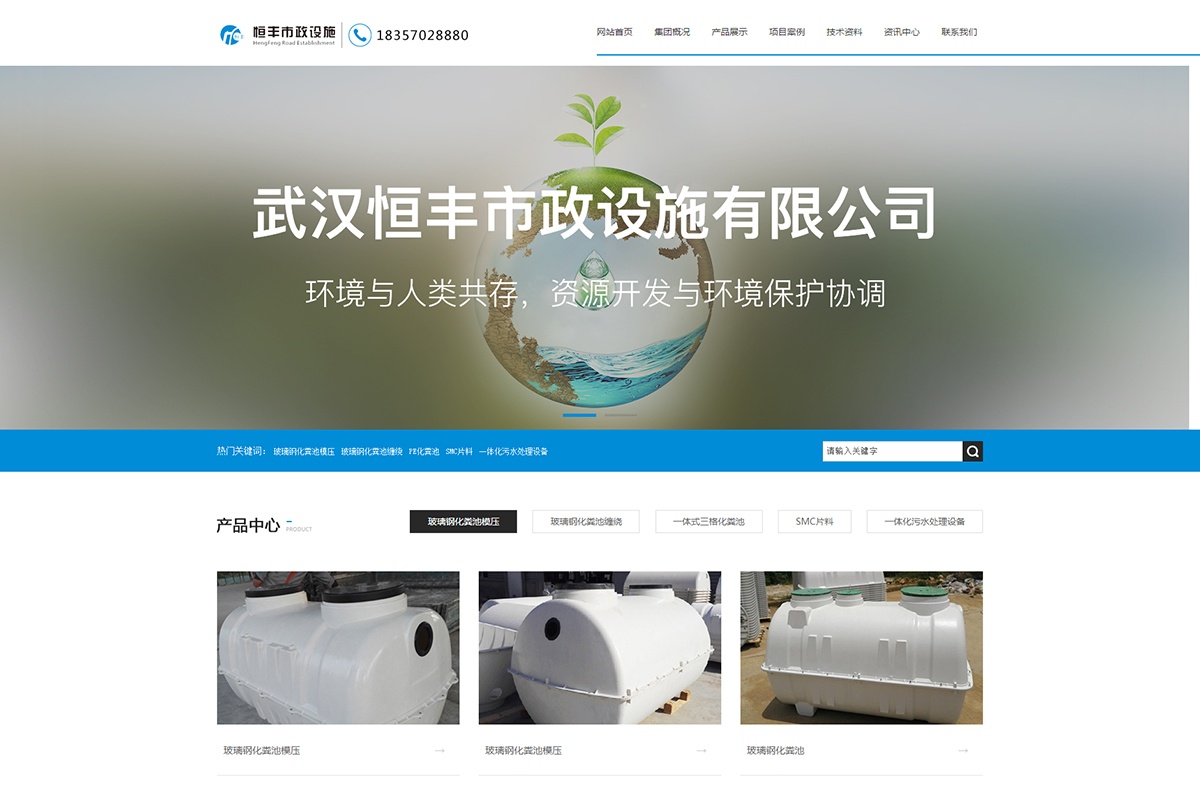 恒丰市政设施
HengFeng Road Establishment
18357028880
网站首页 集团概况 产品展示 项目案例 技术资料 资讯中心 联系我们
武汉恒丰市政设施有限公司
环境与人类共存，资源开发与环境保护协调
热门关键词： 玻璃钢化粪池模压 玻璃钢化粪池缠绕 PE化粪池 SMC片料 一体化污水处理设备
请输入关键字
产品中心
PRODUCT
玻璃钢化粪池模压 玻璃钢化粪池缠绕 一体式三格化粪池 SMC片料 一体化污水处理设备
玻璃钢化粪池模压 → 玻璃钢化粪池模压 → 玻璃钢化粪池 →